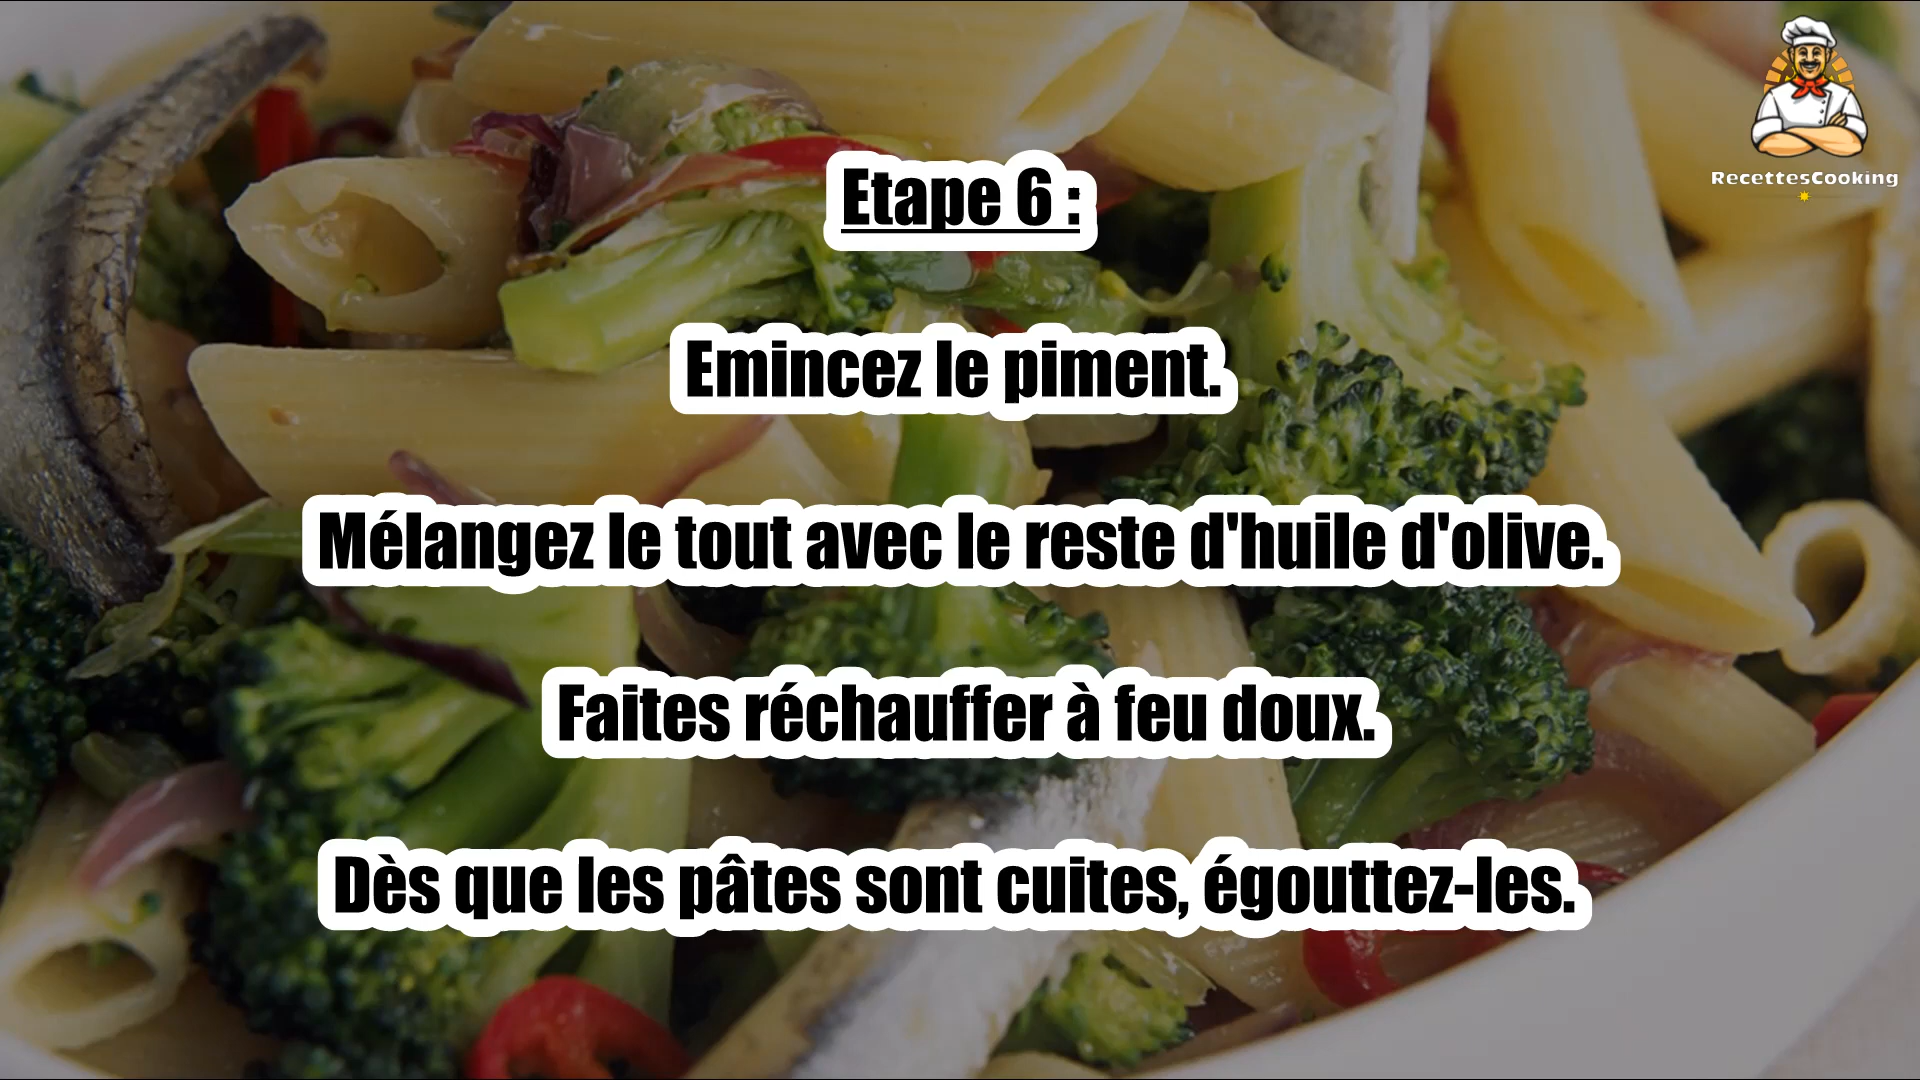 RecettesCooking
Etape 6 :
Emincez le piment.
Mélangez le tout avec le reste d'huile d'olive.
Faites réchauffer à feu doux.
Dès que les pâtes sont cuites, égouttez-les.